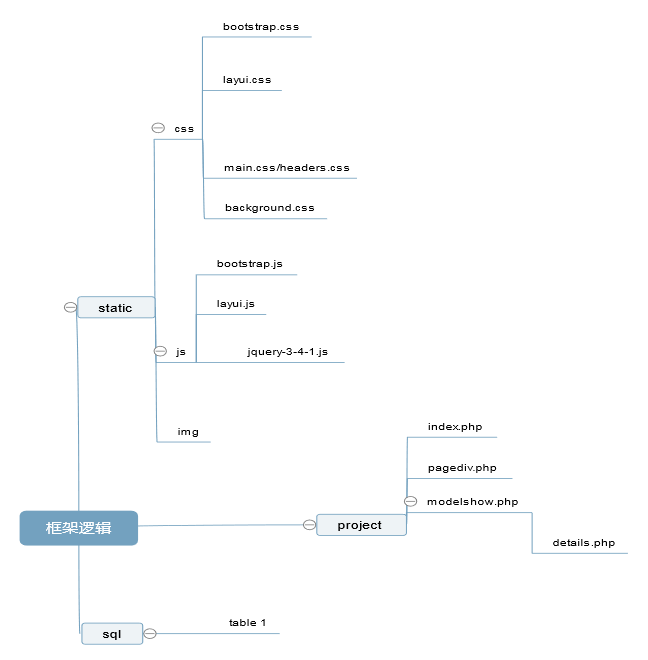 bootstrap.css
layui.css
css
main.css/headers.css
background.css
bootstrap.js
static
layui.js
js
jquery-3-4-1.js
img
index.php
pagediv.php
modelshow.php
框架逻辑
project
details.php
sql
table 1